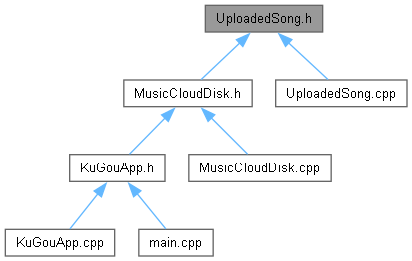 UploadedSong.h
MusicCloudDisk.h
UploadedSong.cpp
KuGouApp.h
MusicCloudDisk.cpp
KuGouApp.cpp
main.cpp